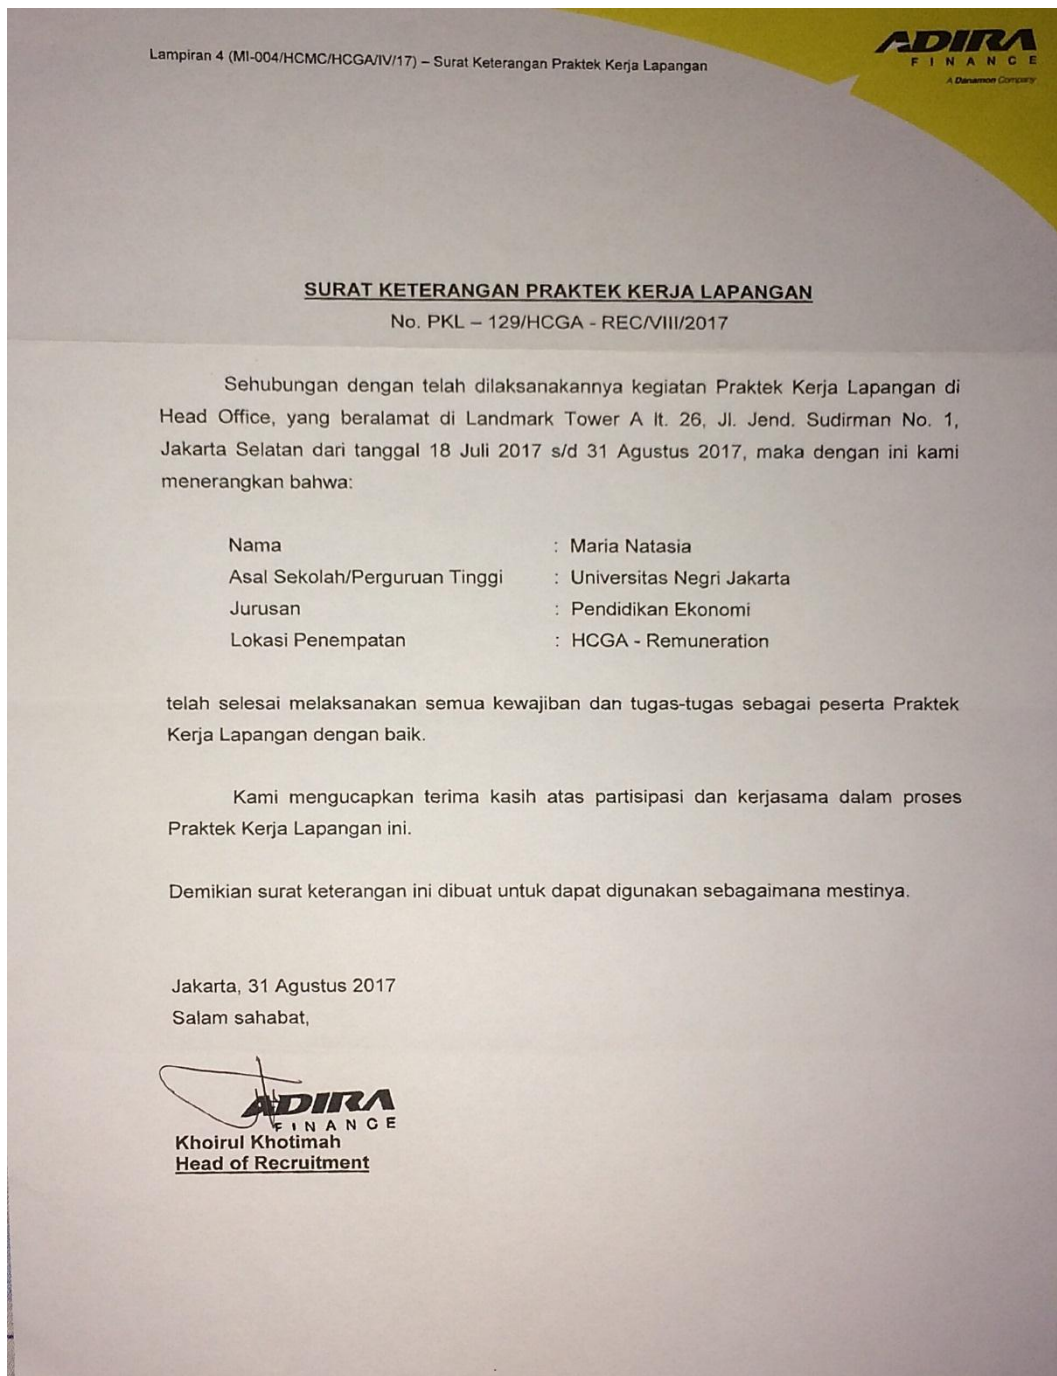 Lampiran 4 (MI-004/HCMC/HCGA/IV/17) – Surat Keterangan Praktek Kerja Lapangan
ADIRA
FINANCE
A Danamon Company
SURAT KETERANGAN PRAKTEK KERJA LAPANGAN
No. PKL – 129/HCGA - REC/VIII/2017
Sehubungan dengan telah dilaksanakannya kegiatan Praktek Kerja Lapangan di
Head Office, yang beralamat di Landmark Tower A lt. 26, Jl. Jend. Sudirman No. 1,
Jakarta Selatan dari tanggal 18 Juli 2017 s/d 31 Agustus 2017, maka dengan ini kami
menerangkan bahwa:
Nama : Maria Natasia
Asal Sekolah/Perguruan Tinggi : Universitas Negri Jakarta
Jurusan : Pendidikan Ekonomi
Lokasi Penempatan : HCGA - Remuneration
telah selesai melaksanakan semua kewajiban dan tugas-tugas sebagai peserta Praktek
Kerja Lapangan dengan baik.
Kami mengucapkan terima kasih atas partisipasi dan kerjasama dalam proses
Praktek Kerja Lapangan ini.
Demikian surat keterangan ini dibuat untuk dapat digunakan sebagaimana mestinya.
Jakarta, 31 Agustus 2017
Salam sahabat,
ADIRA
FINANCE
Khoirul Khotimah
Head of Recruitment